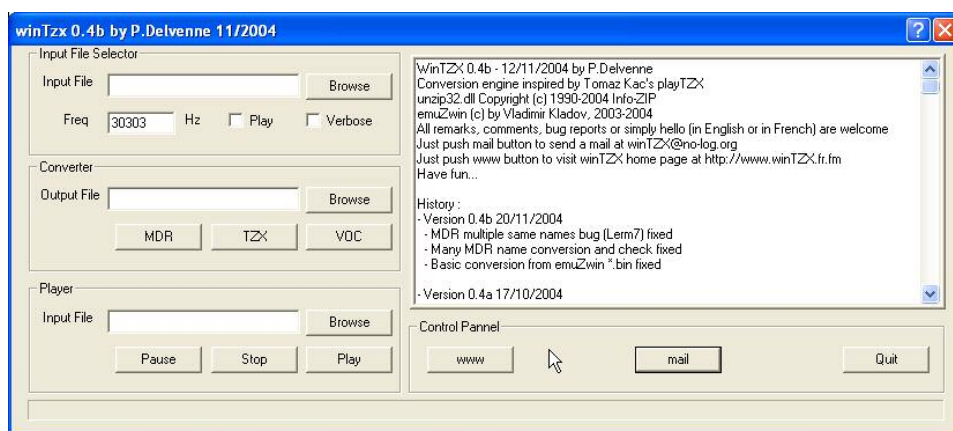 winTzx 0.4b by P.Delvenne 11/2004
Input File Selector
Input File Browse
Freq 30303 Hz Play Verbose
Converter
Output File Browse
MDR TZX VOC
Player
Input File Browse
Pause Stop Play
WinTZX 0.4b - 12/11/2004 by P.Delvenne
Conversion engine inspired by Tomaz Kac's playTZX
unzip32.dll Copyright (c) 1990-2004 Info-ZIP
emuZwin (c) by Vladimir Kladov, 2003-2004
All remarks, comments, bug reports or simply hello (in English or in French) are welcome
Just push mail button to send a mail at winTZX@no-log.org
Just push www button to visit winTZX home page at http://www.winTZX.fr.fm
Have fun...
History :
- Version 0.4b 20/11/2004
- MDR multiple same names bug (Lerm7) fixed
- Many MDR name conversion and check fixed
- Basic conversion from emuZwin *.bin fixed
- Version 0.4a 17/10/2004
Control Pannel
www mail Quit